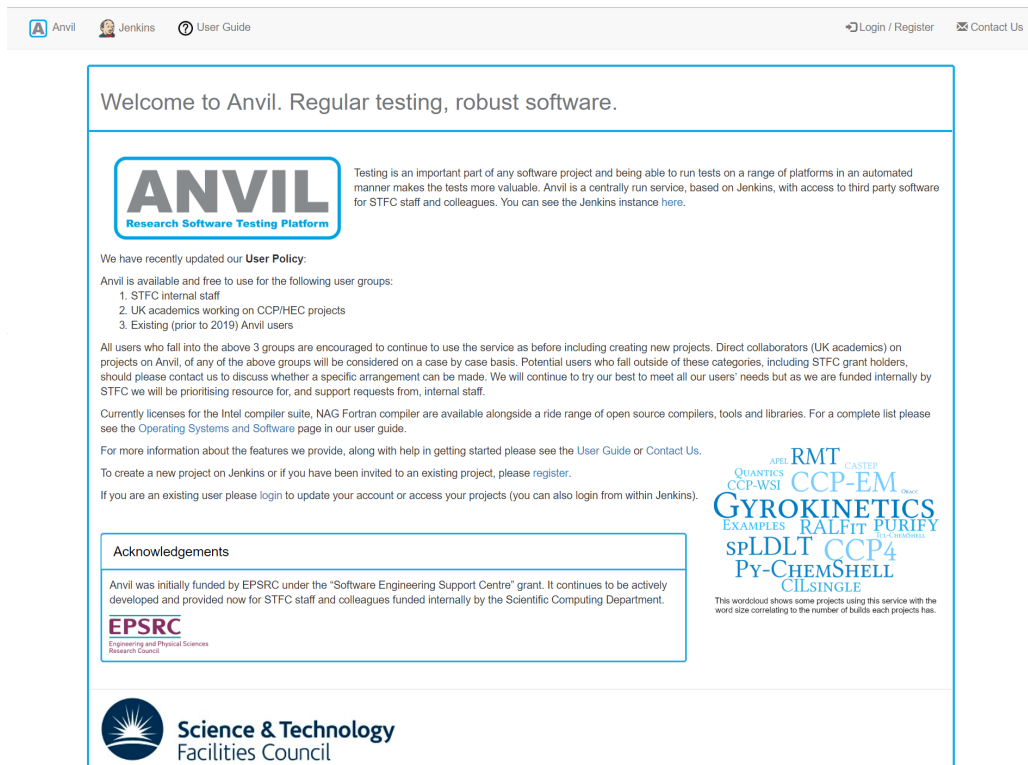 Anvil Jenkins User Guide Login / Register Contact Us
Welcome to Anvil. Regular testing, robust software.
ANVIL
Research Software Testing Platform
Testing is an important part of any software project and being able to run tests on a range of platforms in an automated
manner makes the tests more valuable. Anvil is a centrally run service, based on Jenkins, with access to third party software
for STFC staff and colleagues. You can see the Jenkins instance here.
We have recently updated our User Policy:
Anvil is available and free to use for the following user groups:
1. STFC internal staff
2. UK academics working on CCP/HEC projects
3. Existing (prior to 2019) Anvil users
All users who fall into the above 3 groups are encouraged to continue to use the service as before including creating new projects. Direct collaborators (UK academics) on
projects on Anvil, of any of the above groups will be considered on a case by case basis. Potential users who fall outside of these categories, including STFC grant holders,
should please contact us to discuss whether a specific arrangement can be made. We will continue to try our best to meet all our users' needs but as we are funded internally by
STFC we will be prioritising resource for, and support requests from, internal staff.
Currently licenses for the Intel compiler suite, NAG Fortran compiler are available alongside a ride range of open source compilers, tools and libraries. For a complete list please
see the Operating Systems and Software page in our user guide.
For more information about the features we provide, along with help in getting started please see the User Guide or Contact Us.
To create a new project on Jenkins or if you have been invited to an existing project, please register.
If you are an existing user please login to update your account or access your projects (you can also login from within Jenkins).
APEL RMT CASTEP
QUANTICS
CCP-WSI CCP-EM
GYROKINETICS
EXAMPLES RALFIT PURIFY
TCL-CHEMSHELL
SPLDLT CCP4
PY-CHEMSHELL
CILSINGLE
This wordcloud shows some projects using this service with the
word size correlating to the number of builds each projects has.
Acknowledgements
Anvil was initially funded by EPSRC under the "Software Engineering Support Centre" grant. It continues to be actively
developed and provided now for STFC staff and colleagues funded internally by the Scientific Computing Department.
EPSRC
Engineering and Physical Sciences
Research Council
Science & Technology
Facilities Council